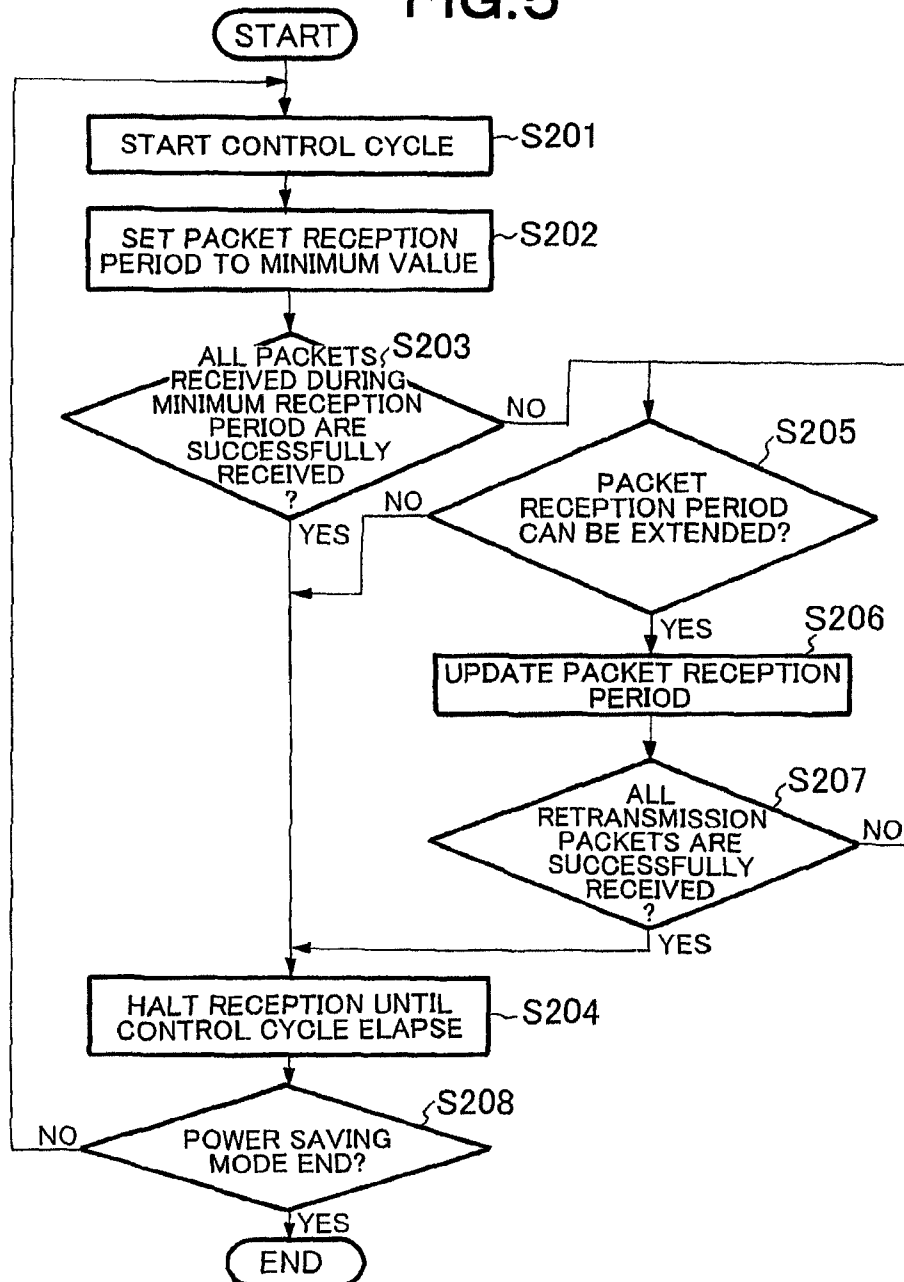 FIG.5
START
START CONTROL CYCLE
S201
SET PACKET RECEPTION
PERIOD TO MINIMUM VALUE
S202
ALL PACKETS
RECEIVED DURING
MINIMUM RECEPTION
PERIOD ARE
SUCCESSFULLY
RECEIVED
?
S203
NO
YES
PACKET
RECEPTION PERIOD
CAN BE EXTENDED?
S205
NO
YES
UPDATE PACKET RECEPTION
PERIOD
S206
ALL
RETRANSMISSION
PACKETS ARE
SUCCESSFULLY
RECEIVED
?
S207
NO
YES
HALT RECEPTION UNTIL
CONTROL CYCLE ELAPSE
S204
POWER SAVING
MODE END?
S208
NO
YES
END